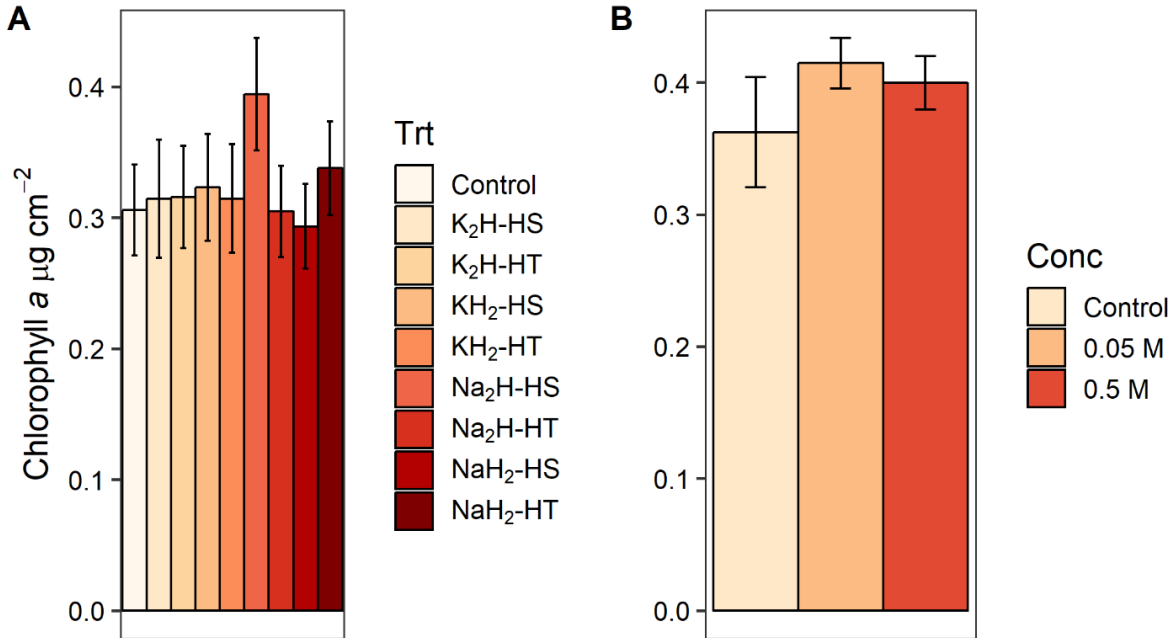 A
Chlorophyll a µg cm⁻²
0.4
0.3
0.2
0.1
0.0
Trt
Control
K₂H-HS
K₂H-HT
KH₂-HS
KH₂-HT
Na₂H-HS
Na₂H-HT
NaH₂-HS
NaH₂-HT
B
0.4
0.3
0.2
0.1
0.0
Conc
Control
0.05 M
0.5 M